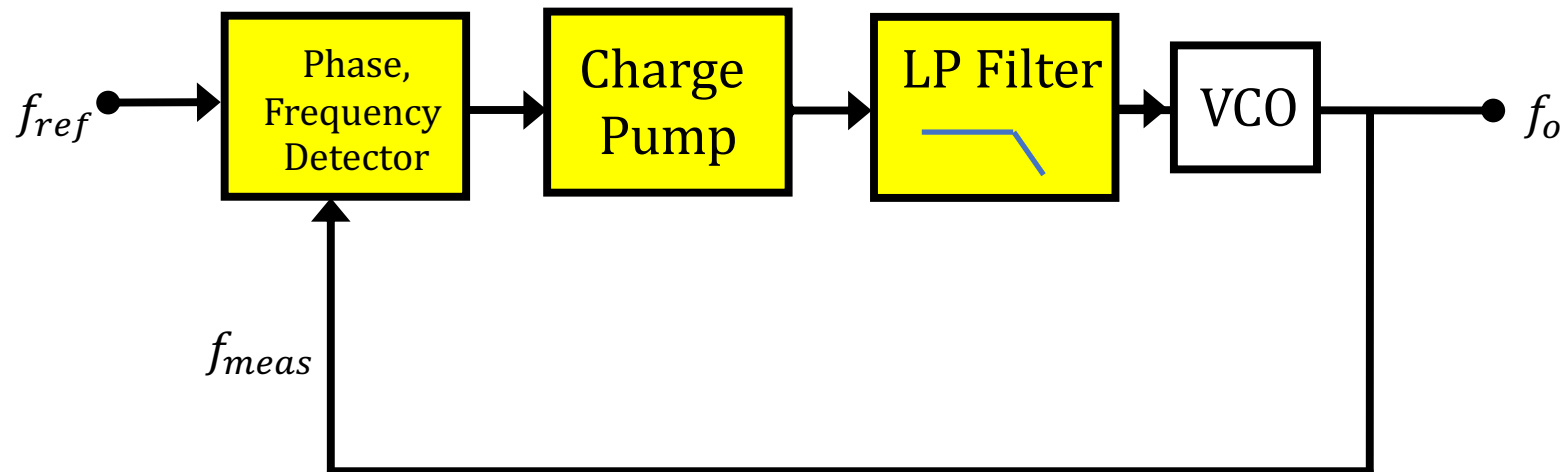 f_ref
Phase,
Frequency
Detector
Charge
Pump
LP Filter
VCO
f_o
f_meas